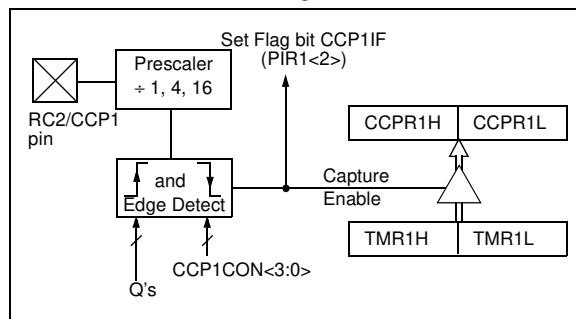 Set Flag bit CCP1IF
(PIR1<2>)
Prescaler
÷ 1, 4, 16
RC2/CCP1
pin
CCPR1H
CCPR1L
and
Edge Detect
Capture
Enable
TMR1H
TMR1L
CCP1CON<3:0>
Q's